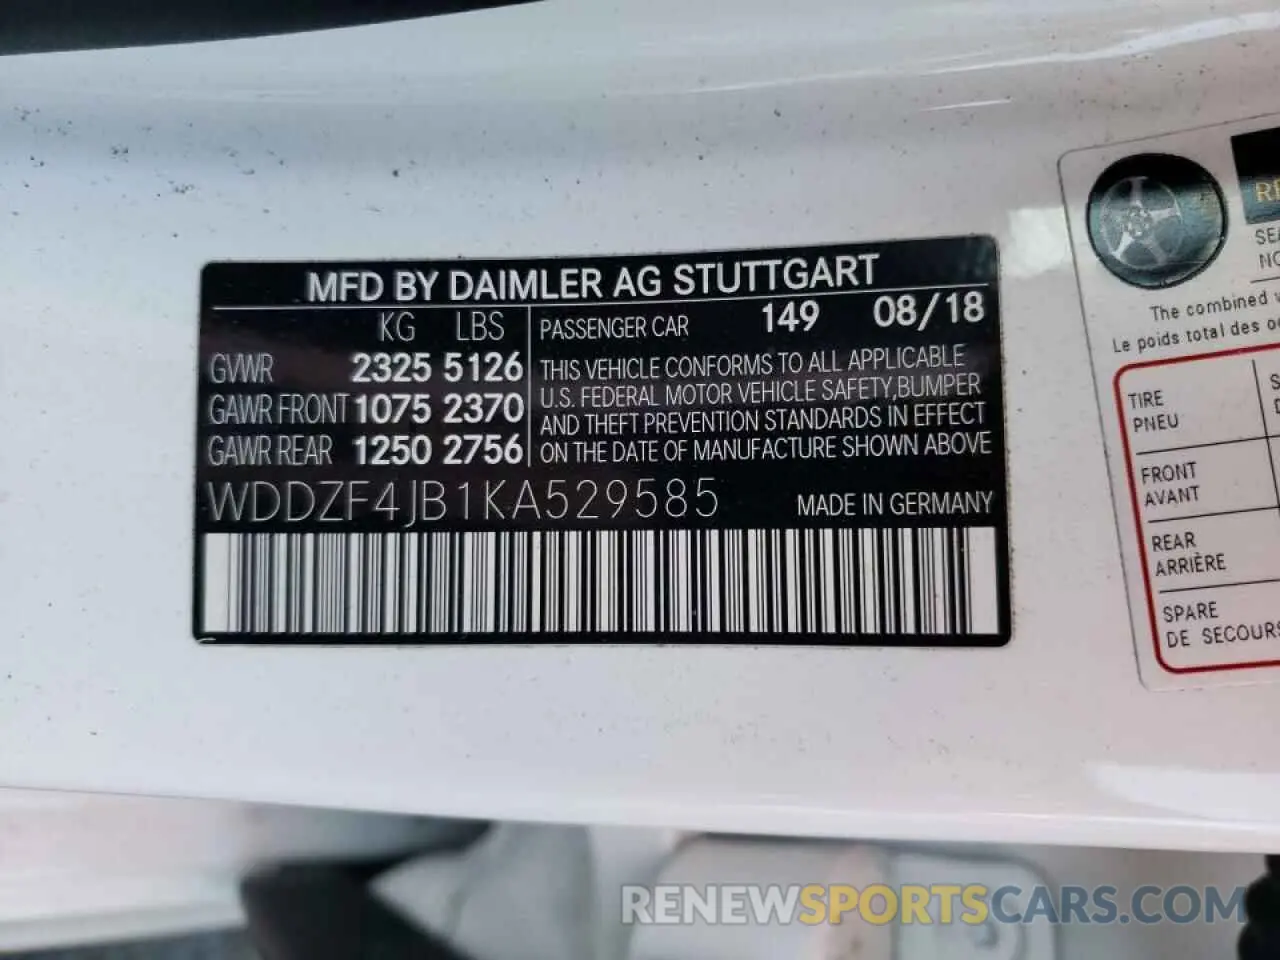 MFD BY DAIMLER AG STUTTGART
KG LBS
GVWR 2325 5126
GAWR FRONT 1075 2370
GAWR REAR 1250 2756
PASSENGER CAR 149 08/18
THIS VEHICLE CONFORMS TO ALL APPLICABLE
U.S. FEDERAL MOTOR VEHICLE SAFETY, BUMPER
AND THEFT PREVENTION STANDARDS IN EFFECT
ON THE DATE OF MANUFACTURE SHOWN ABOVE
WDDZF4JB1KA529585 MADE IN GERMANY
The combined
Le poids total des
TIRE
PNEU
FRONT
AVANT
REAR
ARRIÈRE
SPARE
DE SECOURS
RENEWSPORTSCARS.COM